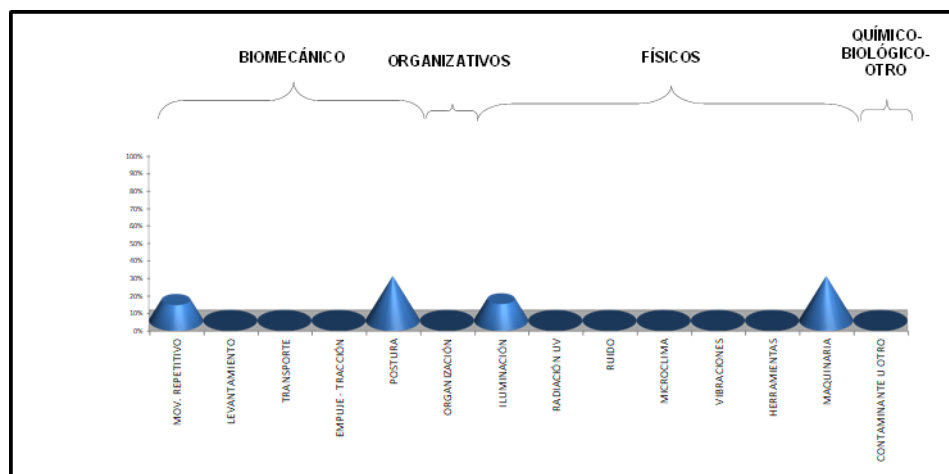 BIOMECÁNICO
ORGANIZATIVOS
FÍSICOS
QUÍMICO-
BIOLÓGICO-
OTRO
100%
90%
80%
70%
60%
50%
40%
30%
20%
10%
0%
MOV. REPETITIVO
LEVANTAMIENTO
TRANSPORTE
EMPUJE - TRACCIÓN
POSTURA
ORGANIZACIÓN
ILUMINACIÓN
RADIACIÓN UV
RUIDO
MICROCLIMA
VIBRACIONES
HERRAMIENTAS
MAQUINARIA
CONTAMINANTE U OTRO